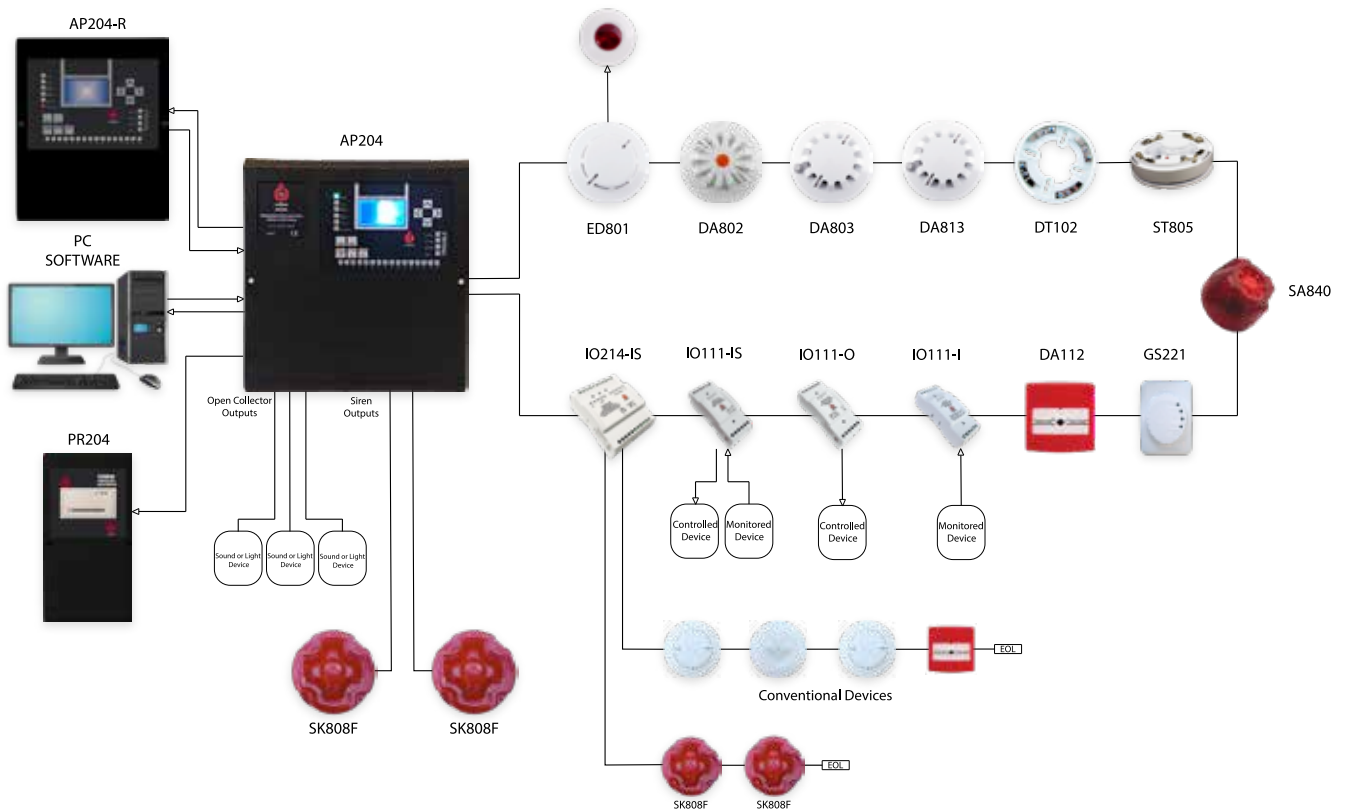 AP204-R
AP204
PC
SOFTWARE
PR204
ED801
DA802
DA803
DA813
DT102
ST805
SA840
IO214-IS
IO111-IS
IO111-O
IO111-I
DA112
GS221
Open Collector
Outputs
Siren
Outputs
Controlled
Device
Monitored
Device
Controlled
Device
Monitored
Device
Sound or Light
Device
Sound or Light
Device
Sound or Light
Device
EOL
Conventional Devices
SK808F
SK808F
EOL
SK808F
SK808F